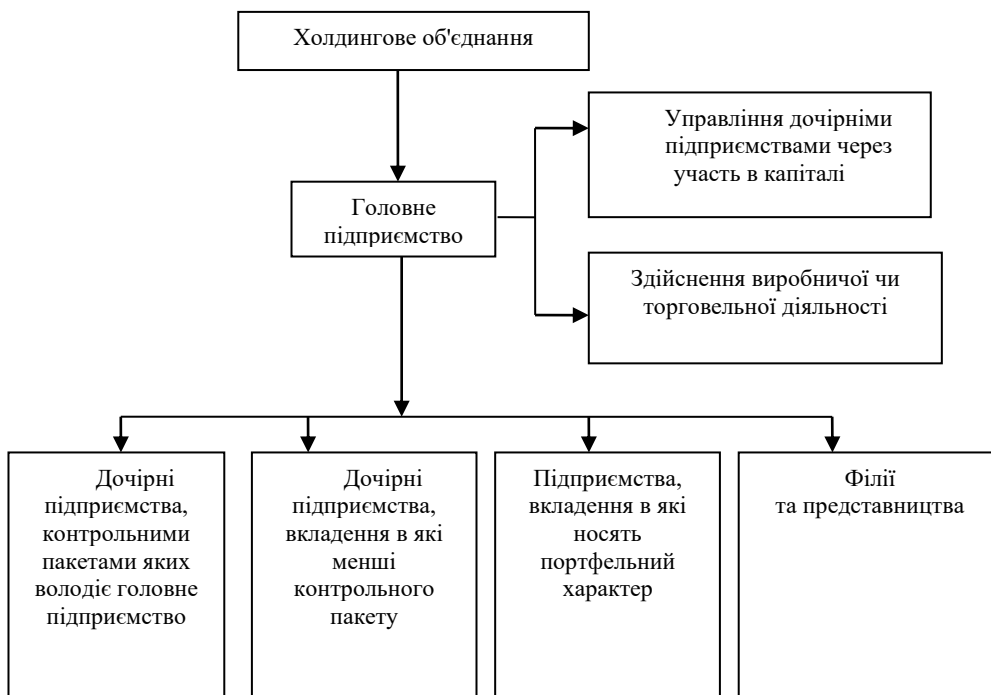 Холдингове об'єднання
Управління дочірніми
підприємствами через
участь в капіталі
Головне
підприємство
Здійснення виробничої чи
торговельної діяльності
Дочірні
підприємства,
контрольними
пакетами яких
володіє головне
підприємство
Дочірні
підприємства,
вкладення в які
менші
контрольного
пакету
Підприємства,
вкладення в які
носять
портфельний
характер
Філії
та представництва